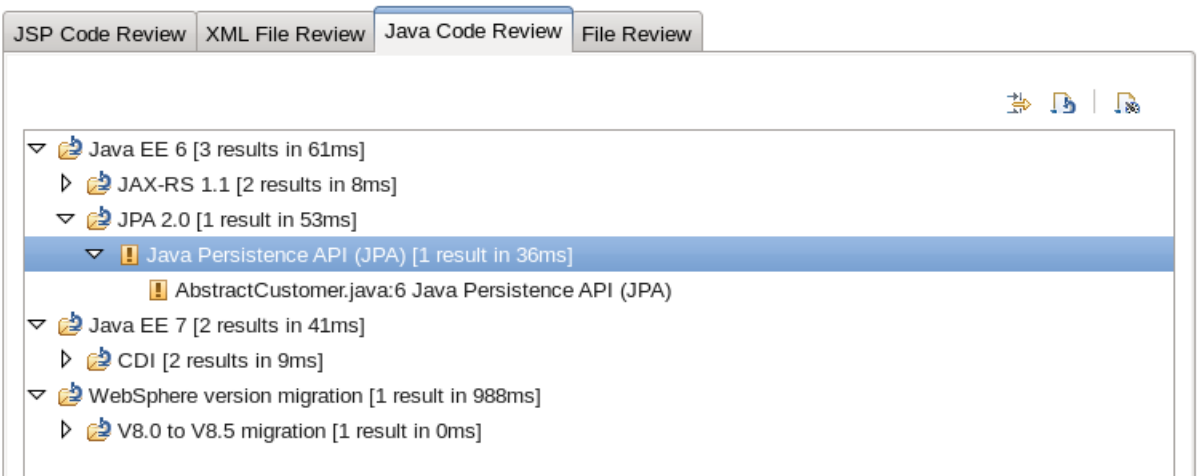 JSP Code Review XML File Review Java Code Review File Review
Java EE 6 [3 results in 61ms]
JAX-RS 1.1 [2 results in 8ms]
JPA 2.0 [1 result in 53ms]
Java Persistence API (JPA) [1 result in 36ms]
AbstractCustomer.java:6 Java Persistence API (JPA)
Java EE 7 [2 results in 41ms]
CDI [2 results in 9ms]
WebSphere version migration [1 result in 988ms]
V8.0 to V8.5 migration [1 result in 0ms]